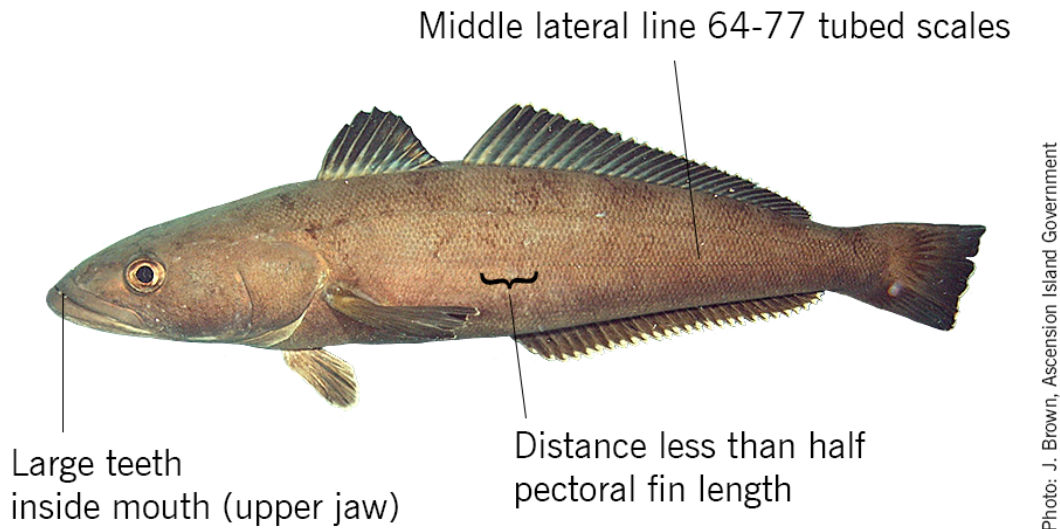 Middle lateral line 64-77 tubed scales
Large teeth
inside mouth (upper jaw)
Distance less than half
pectoral fin length
Photo: J. Brown, Ascension Island Government